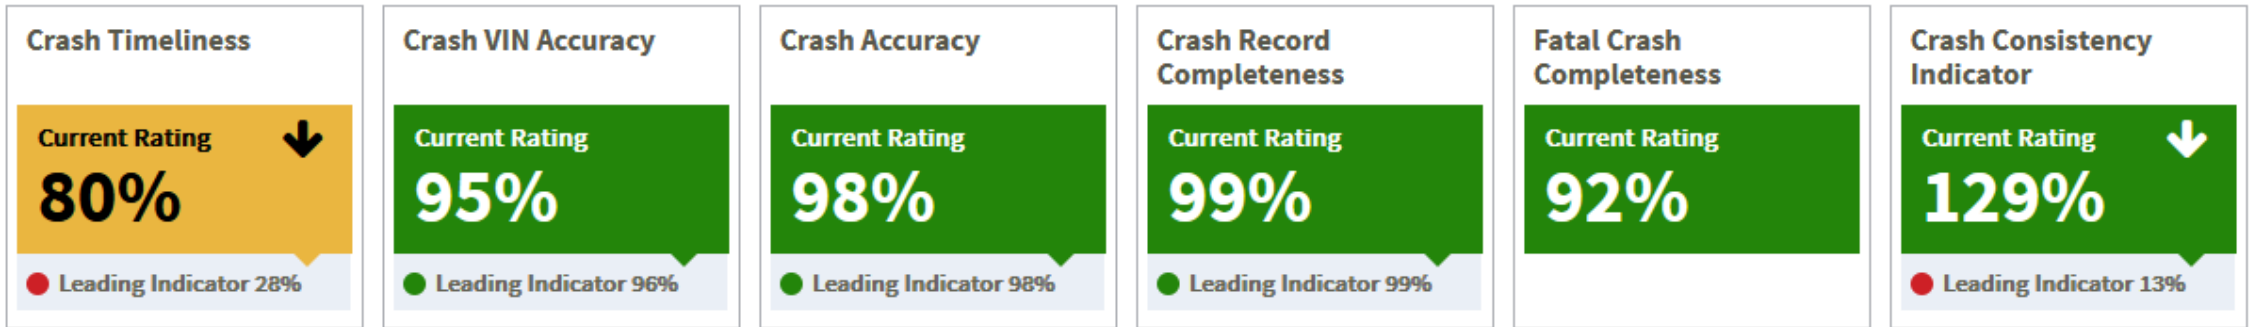 Crash Timeliness
Current Rating
80%
Leading Indicator 28%
Crash VIN Accuracy
Current Rating
95%
Leading Indicator 96%
Crash Accuracy
Current Rating
98%
Leading Indicator 98%
Crash Record
Completeness
Current Rating
99%
Leading Indicator 99%
Fatal Crash
Completeness
Current Rating
92%
Crash Consistency
Indicator
Current Rating
129%
Leading Indicator 13%